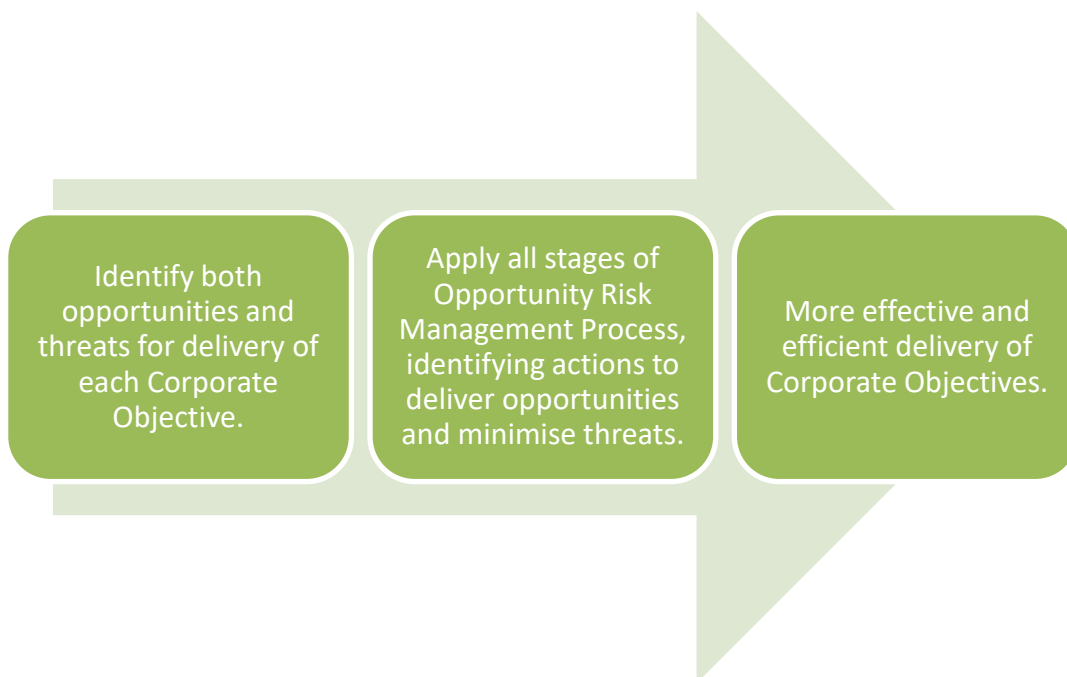 Identify both
opportunities and
threats for delivery of
each Corporate
Objective.
Apply all stages of
Opportunity Risk
Management Process,
identifying actions to
deliver opportunities
and minimise threats.
More effective and
efficient delivery of
Corporate Objectives.